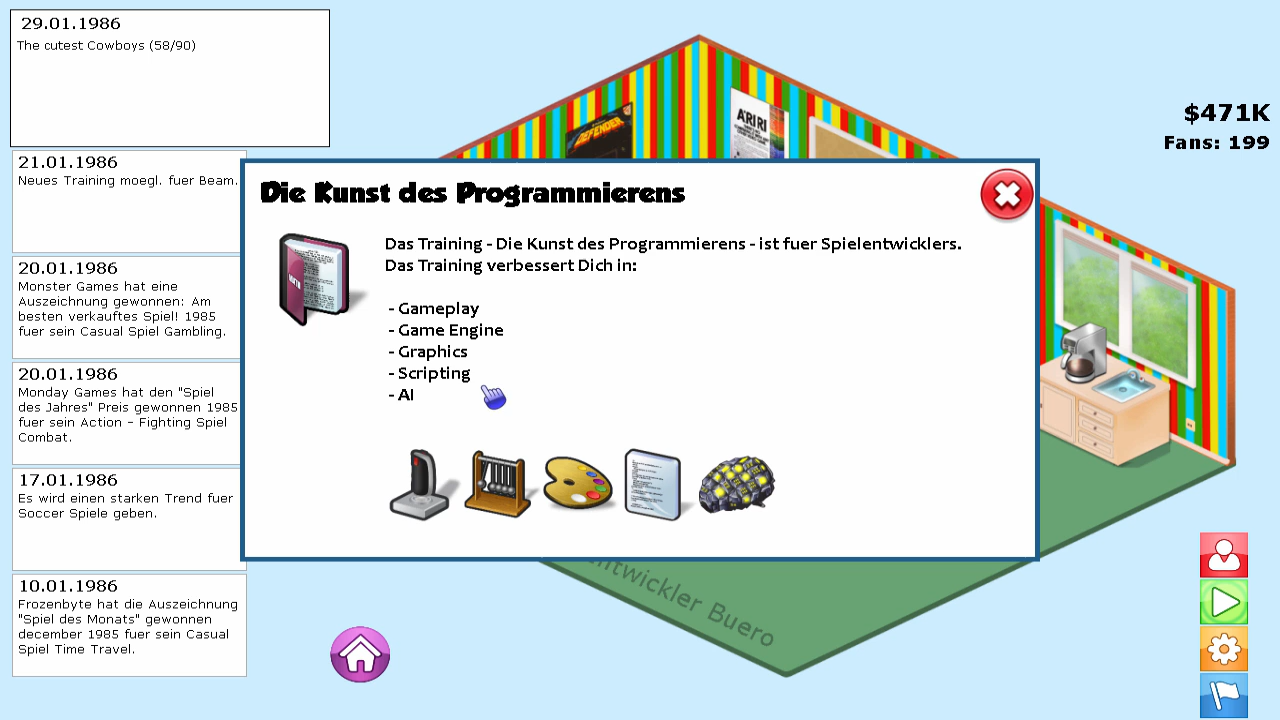 29.01.1986
The cutest Cowboys (58/90)
21.01.1986
Neues Training moegl. fuer Beam.
20.01.1986
Monster Games hat eine
Auszeichnung gewonnen: Am
besten verkauftes Spiel! 1985
fuer sein Casual Spiel Gambling.
20.01.1986
Monday Games hat den "Spiel
des Jahres" Preis gewonnen 1985
fuer sein Action - Fighting Spiel
Combat.
17.01.1986
Es wird einen starken Trend fuer
Soccer Spiele geben.
10.01.1986
Frozenbyte hat die Auszeichnung
"Spiel des Monats" gewonnen
december 1985 fuer sein Casual
Spiel Time Travel.
DEFENDER
$471K
Fans: 199
Die Kunst des Programmierens
Das Training - Die Kunst des Programmierens - ist fuer Spielentwicklers.
Das Training verbessert Dich in:
- Gameplay
- Game Engine
- Graphics
- Scripting
- AI
ntwickler Buero